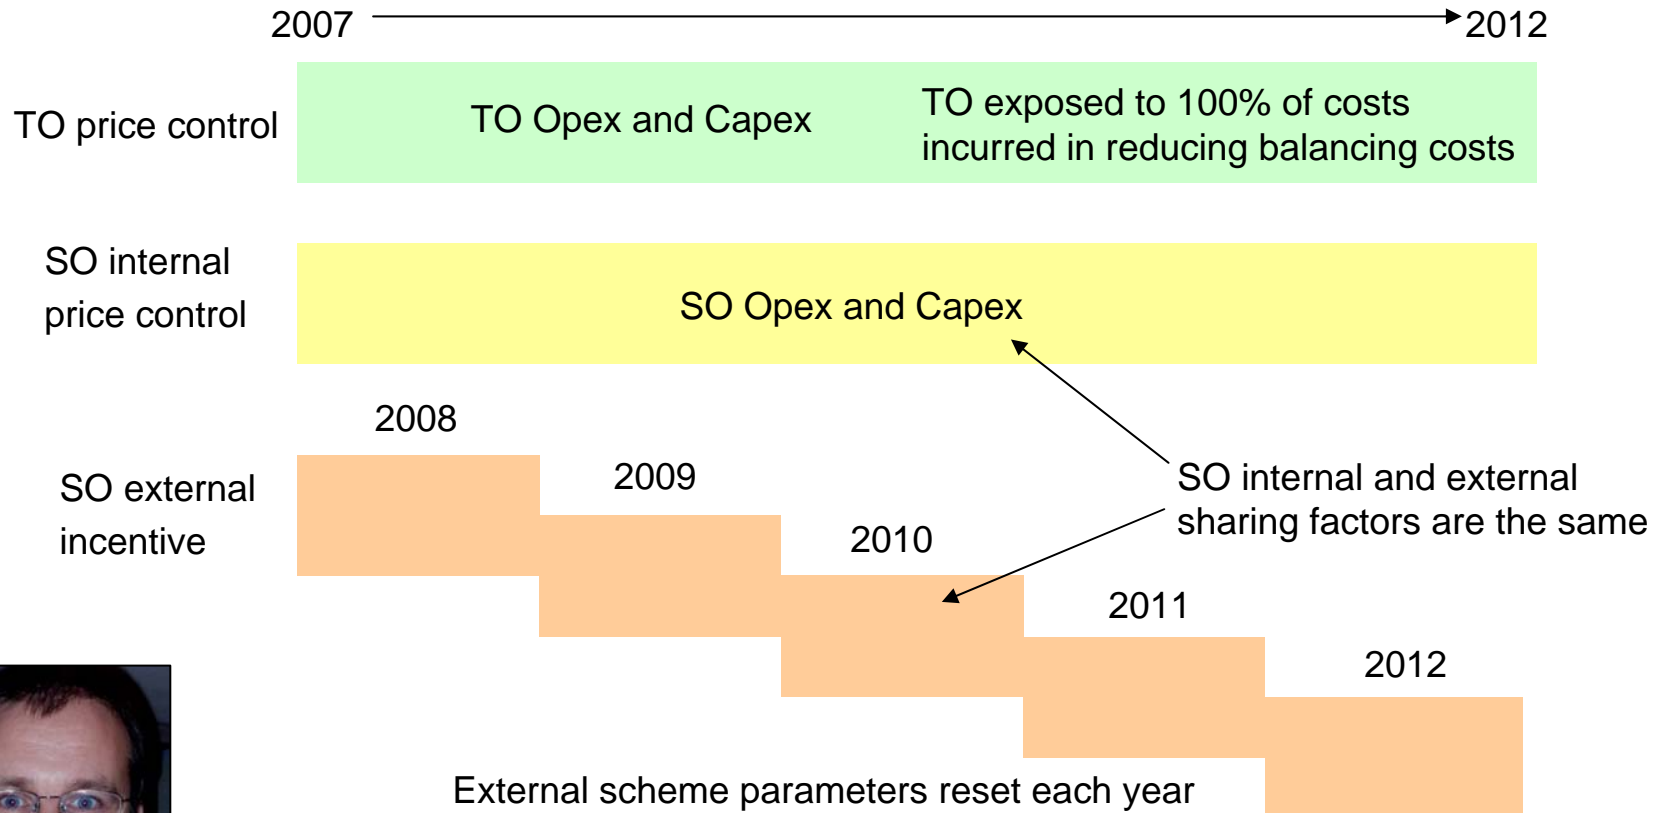 2007
2012
TO price control
TO Opex and Capex
TO exposed to 100% of costs
incurred in reducing balancing costs
SO internal
price control
SO Opex and Capex
2008
SO external
incentive
2009
2010
SO internal and external
sharing factors are the same
2011
2012
External scheme parameters reset each year